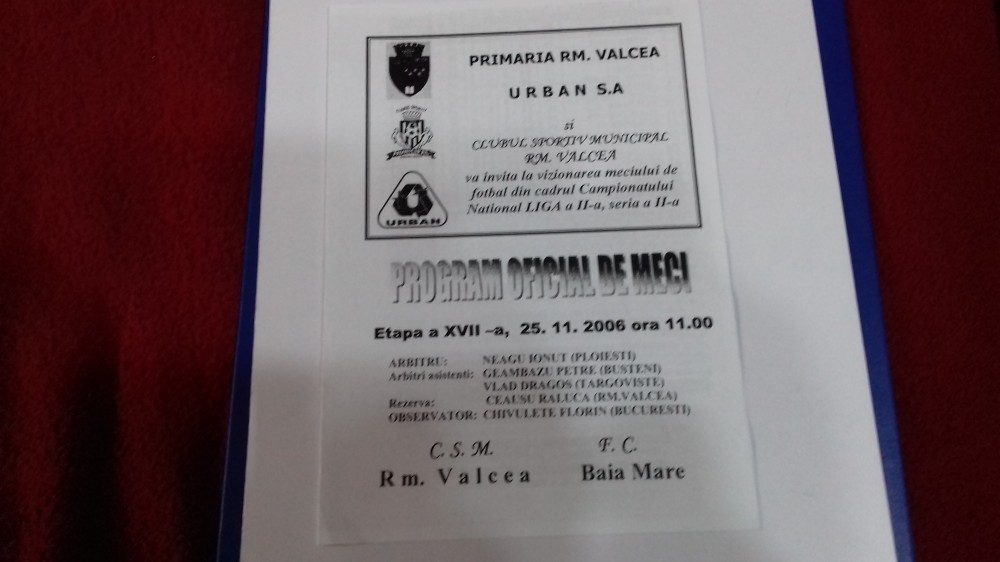 PRIMARIA RM. VALCEA
URBAN S.A
si
CLUBUL SPORTIV MUNICIPAL
RM. VALCEA
va invita la vizionarea meciului de
fotbal din cadrul Campionatului
National LIGA a II-a, seria a II-a
URBAN
PROGRAM OFICIAL DE MECI
Etapa a XVII –a, 25. 11. 2006 ora 11.00
ARBITRU: NEAGU IONUT (PLOIESTI)
Arbitri asistenti: GEAMBAZU PETRE (BUSTENI)
VLAD DRAGOS (TARGOVISTE)
Rezerva: CEAUSU RALUCA (RM.VALCEA)
OBSERVATOR: CHIVULETE FLORIN (BUCURESTI)
C. S. M. F. C.
Rm. Valcea Baia Mare